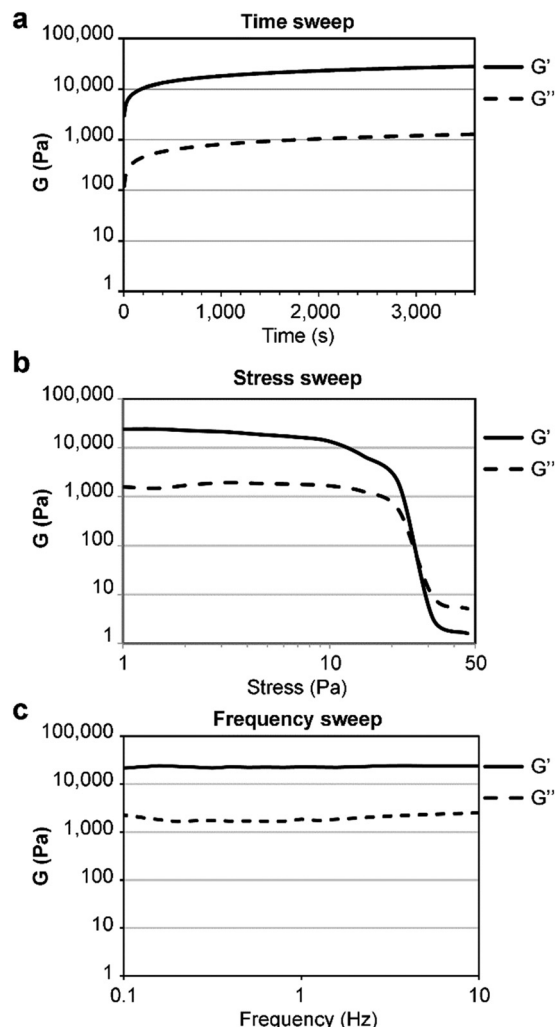 a
Time sweep
100,000
10,000
1,000
100
10
1
G (Pa)
0 1,000 2,000 3,000
Time (s)
G'
G''
b
Stress sweep
100,000
10,000
1,000
100
10
1
G (Pa)
1 10 50
Stress (Pa)
G'
G''
c
Frequency sweep
100,000
10,000
1,000
100
10
1
G (Pa)
0.1 1 10
Frequency (Hz)
G'
G''